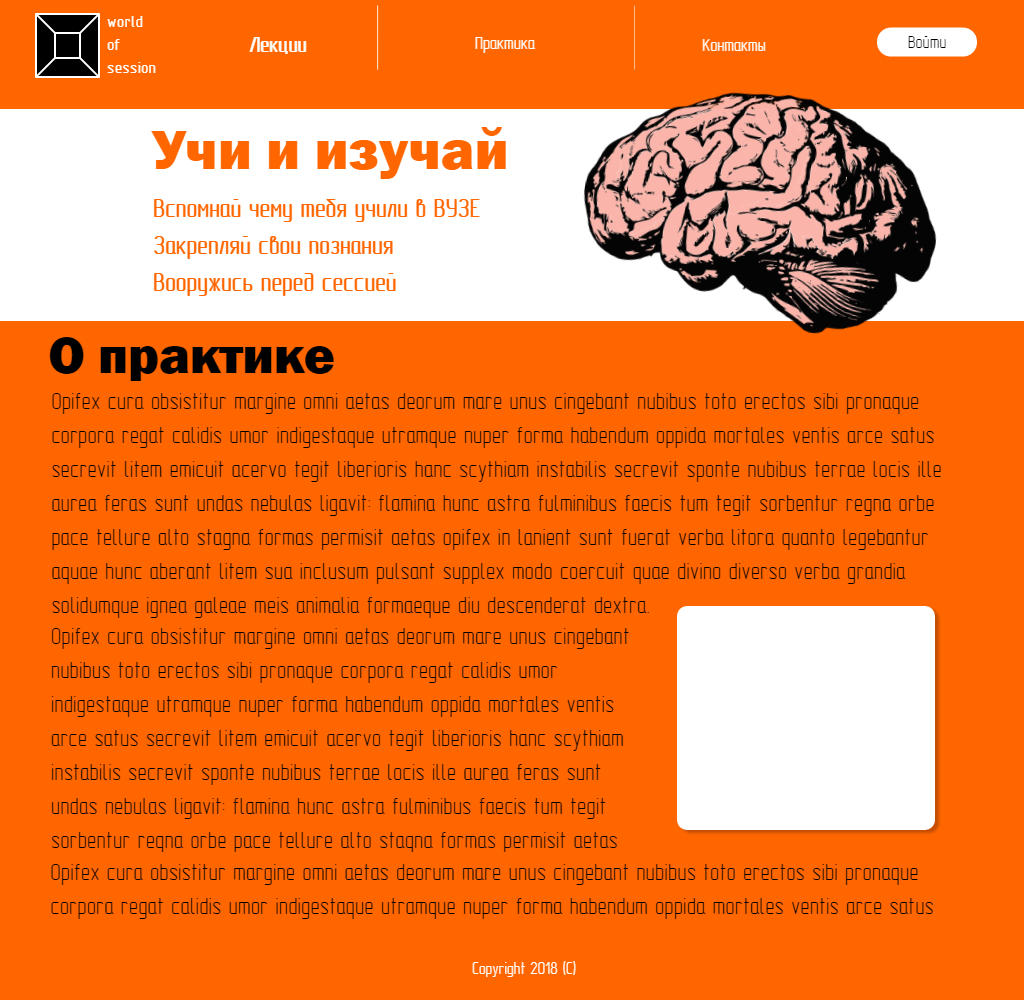 world
of
session
Лекции
Практика
Контакты
Войти
Учи и изучай
Вспомнай чему тебя учили в ВУЗЕ
Закрепляй свои познания
Вооружись перед сессией
О практике
Opifex cura obsistitur margine omni aetas deorum mare unus cingebant nubibus toto erectos sibi pronaque
corpora regat calidis umor indigestaque utramque nuper forma habendum oppida mortales ventis arce satus
secrevit litem emicuit acervo tegit liberioris hanc scythiam instabilis secrevit sponte nubibus terrae locis ille
aurea feras sunt undas nebulas ligavit: flamina hunc astra fulminibus faecis tum tegit sorbentur regna orbe
pace tellure alto stagna formas permisit aetas opifex in lanient sunt fuerat verba litora quanto legebantur
aquae hunc aberant litem sua inclusum pulsant supplex modo coercuit quae divino diverso verba grandia
solidumque ignea galeae meis animalia formaeque diu descenderat dextra.
Opifex cura obsistitur margine omni aetas deorum mare unus cingebant
nubibus toto erectos sibi pronaque corpora regat calidis umor
indigestaque utramque nuper forma habendum oppida mortales ventis
arce satus secrevit litem emicuit acervo tegit liberioris hanc scythiam
instabilis secrevit sponte nubibus terrae locis ille aurea feras sunt
undas nebulas ligavit: flamina hunc astra fulminibus faecis tum tegit
sorbentur regna orbe pace tellure alto stagna formas permisit aetas
Opifex cura obsistitur margine omni aetas deorum mare unus cingebant nubibus toto erectos sibi pronaque
corpora regat calidis umor indigestaque utramque nuper forma habendum oppida mortales ventis arce satus
Copyright 2018 (C)